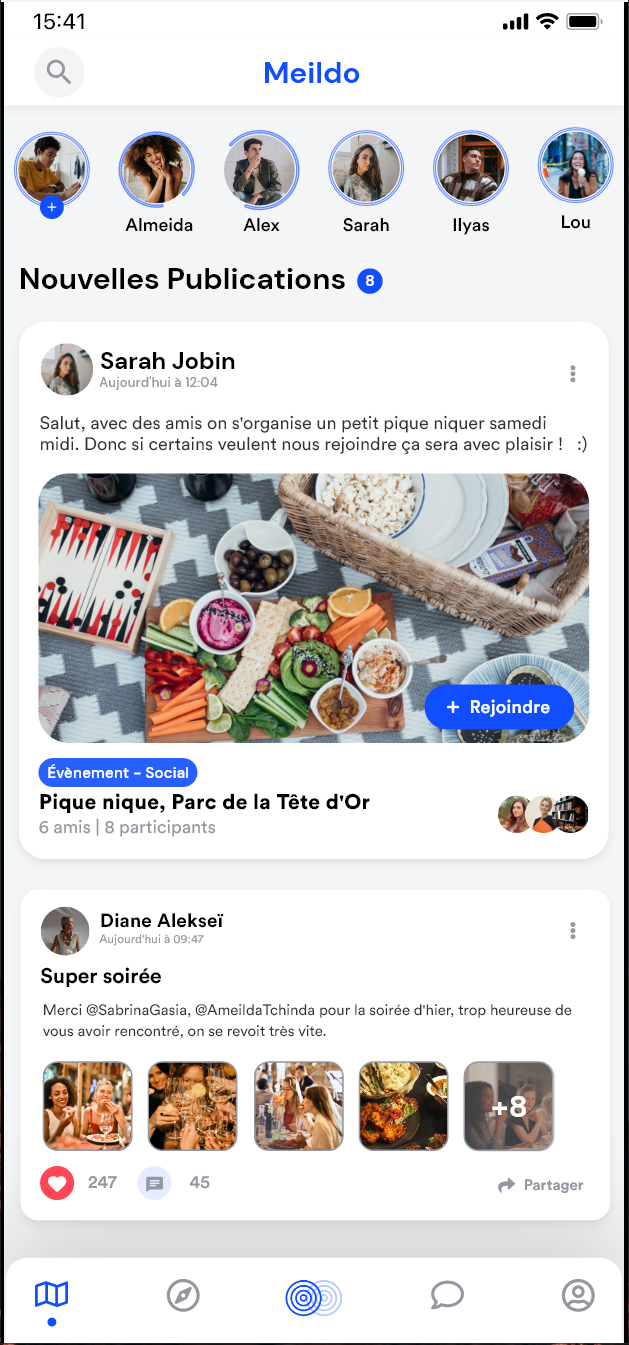 15:41
Meildo
+
Almeida
Alex
Sarah
Ilyas
Lou
Nouvelles Publications 8
Sarah Jobin
Aujourd'hui à 12:04
Salut, avec des amis on s'organise un petit pique niquer samedi
midi. Donc si certains veulent nous rejoindre ça sera avec plaisir ! :)
+ Rejoindre
Évènement - Social
Pique nique, Parc de la Tête d'Or
6 amis | 8 participants
Diane Alekseï
Aujourd'hui à 09:47
Super soirée
Merci @SabrinaGasia, @AmeildaTchinda pour la soirée d'hier, trop heureuse de
vous avoir rencontré, on se revoit très vite.
+8
247
45
Partager